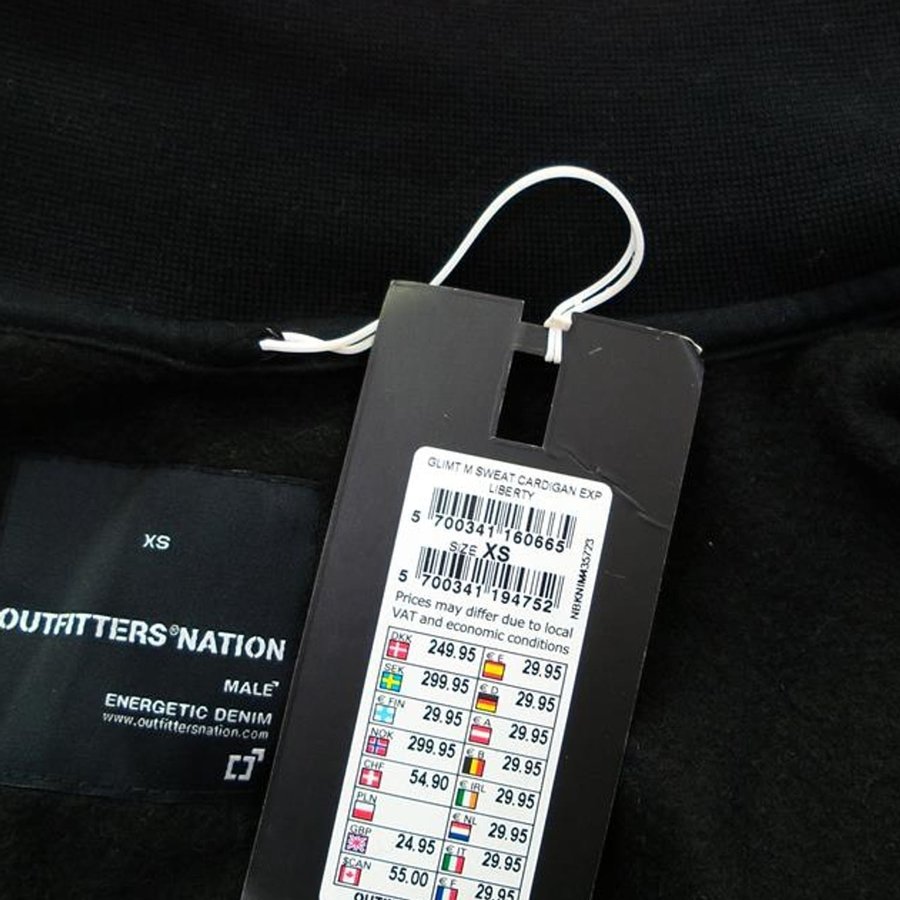 XS
OUTFITTERS®NATION
MALE
ENERGETIC DENIM
www.outfittersnation.com
GLIMT M SWEAT CARDIGAN EXP
LIBERTY
5 700341 160665
SIZE XS
5 700341 194752
NBKNIM435723
Prices may differ due to local
VAT and economic conditions
DKK 249.95 € E 29.95
SEK 299.95 € D 29.95
€ FIN 29.95 € A 29.95
NOK 299.95 € B 29.95
CHF 54.90 € IRL 29.95
PLN € NL 29.95
GBP 24.95 € IT 29.95
$CAN 55.00 € F 29.95